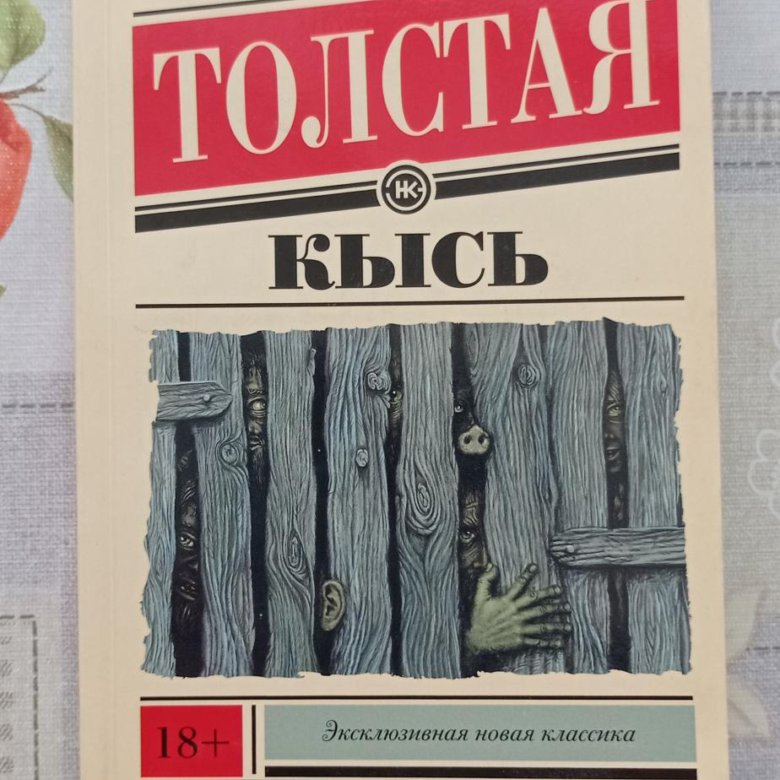 ТОЛСТАЯ
НК
КЫСЬ
18+
Эксклюзивная новая классика